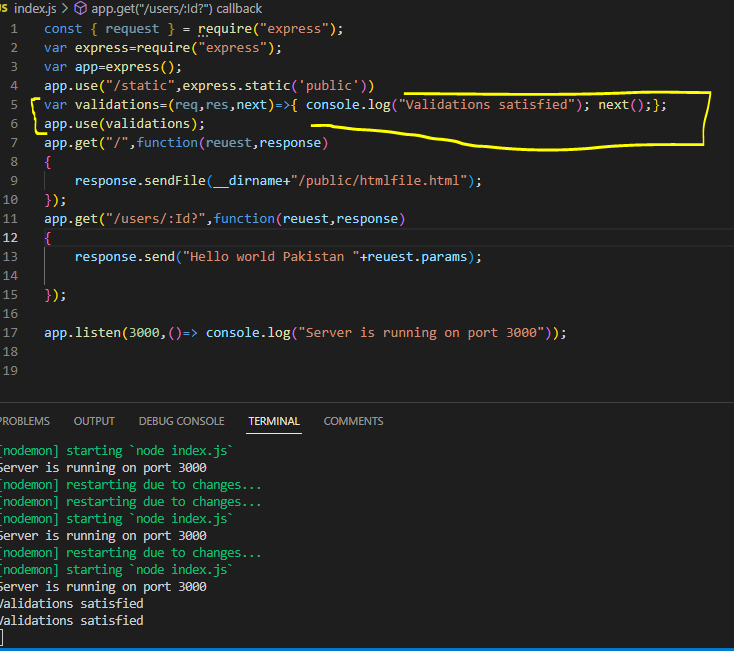 JS index.js > app.get("/users/:Id?") callback
1 const { request } = require("express");
2 var express=require("express");
3 var app=express();
4 app.use("/static",express.static('public'))
5 var validations=(req,res,next)=>{ console.log("Validations satisfied"); next();};
6 app.use(validations);
7 app.get("/",function(reuest,response)
8 {
9 response.sendFile(__dirname+"/public/htmlfile.html");
10 });
11 app.get("/users/:Id?",function(reuest,response)
12 {
13 response.send("Hello world Pakistan "+reuest.params);
14
15 });
16
17 app.listen(3000,()=> console.log("Server is running on port 3000"));
18
19
PROBLEMS OUTPUT DEBUG CONSOLE TERMINAL COMMENTS
[nodemon] starting `node index.js`
Server is running on port 3000
[nodemon] restarting due to changes...
[nodemon] restarting due to changes...
[nodemon] starting `node index.js`
Server is running on port 3000
[nodemon] restarting due to changes...
[nodemon] starting `node index.js`
Server is running on port 3000
Validations satisfied
Validations satisfied